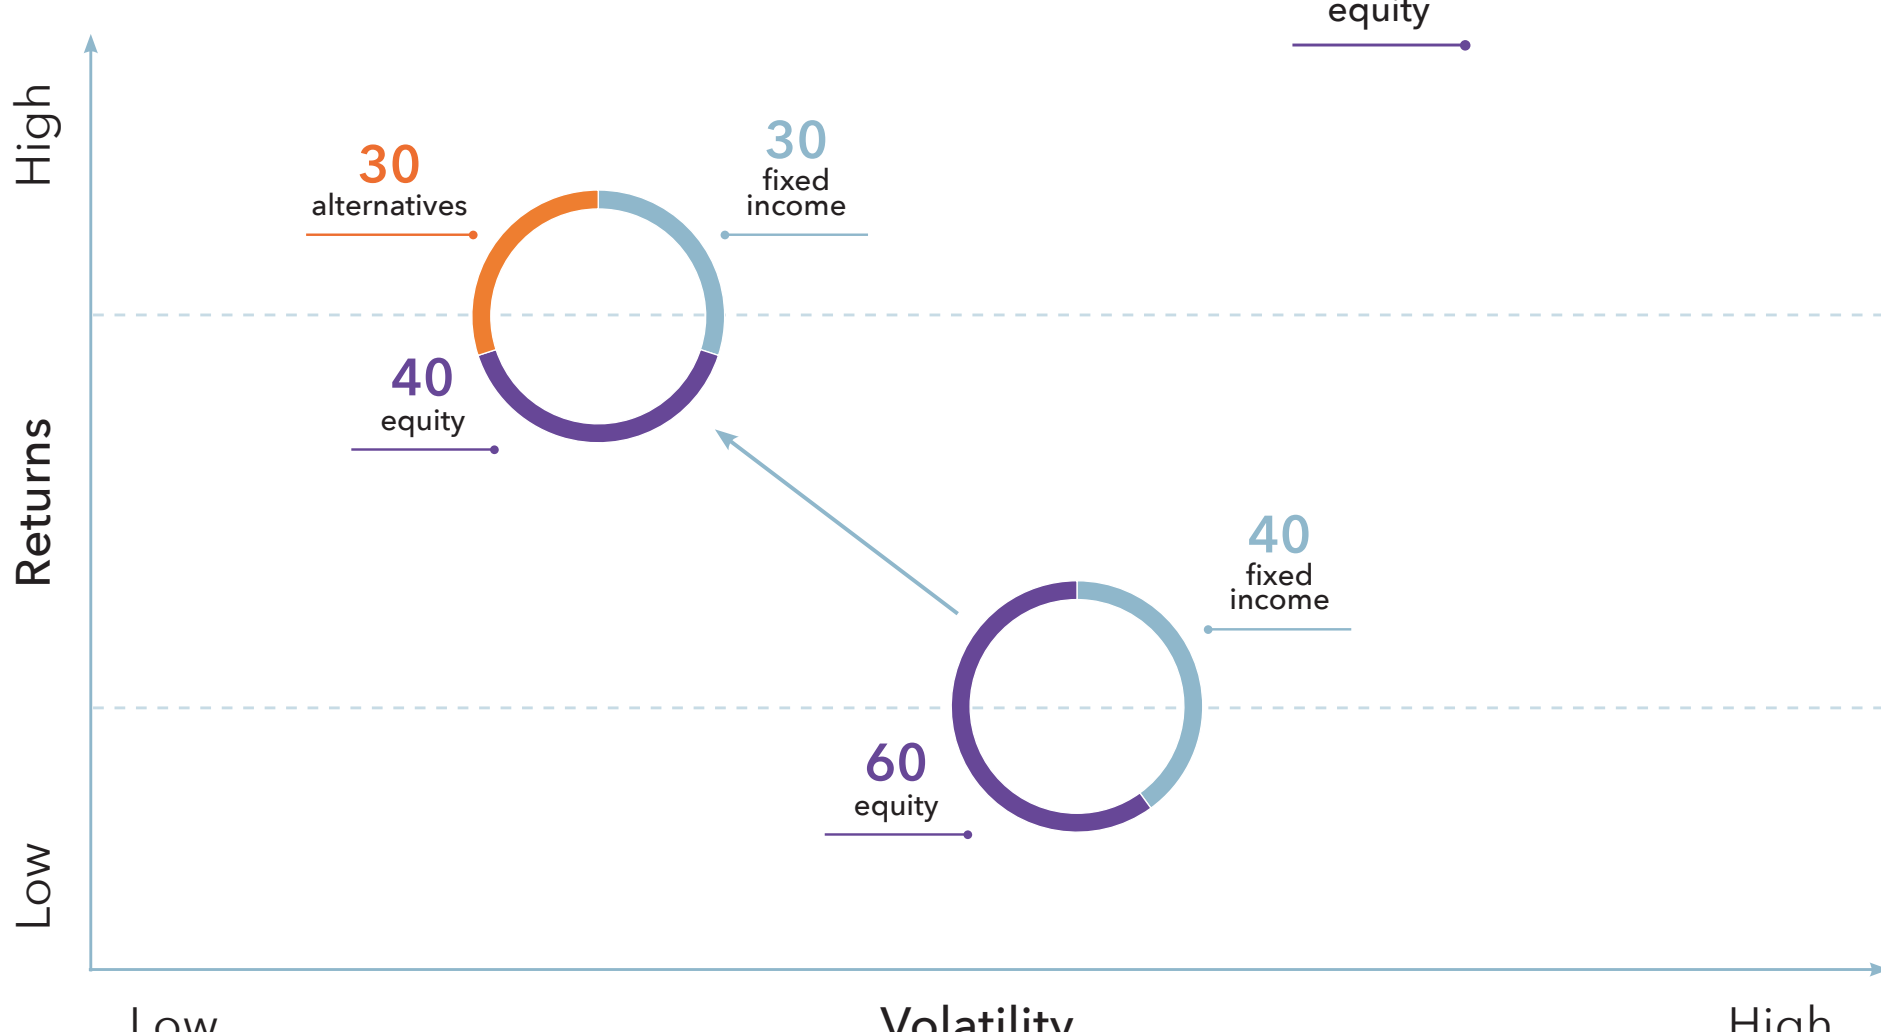 equity
High
30
alternatives
30
fixed
income
40
equity
Returns
40
fixed
income
60
equity
Low
Low
Volatility
High